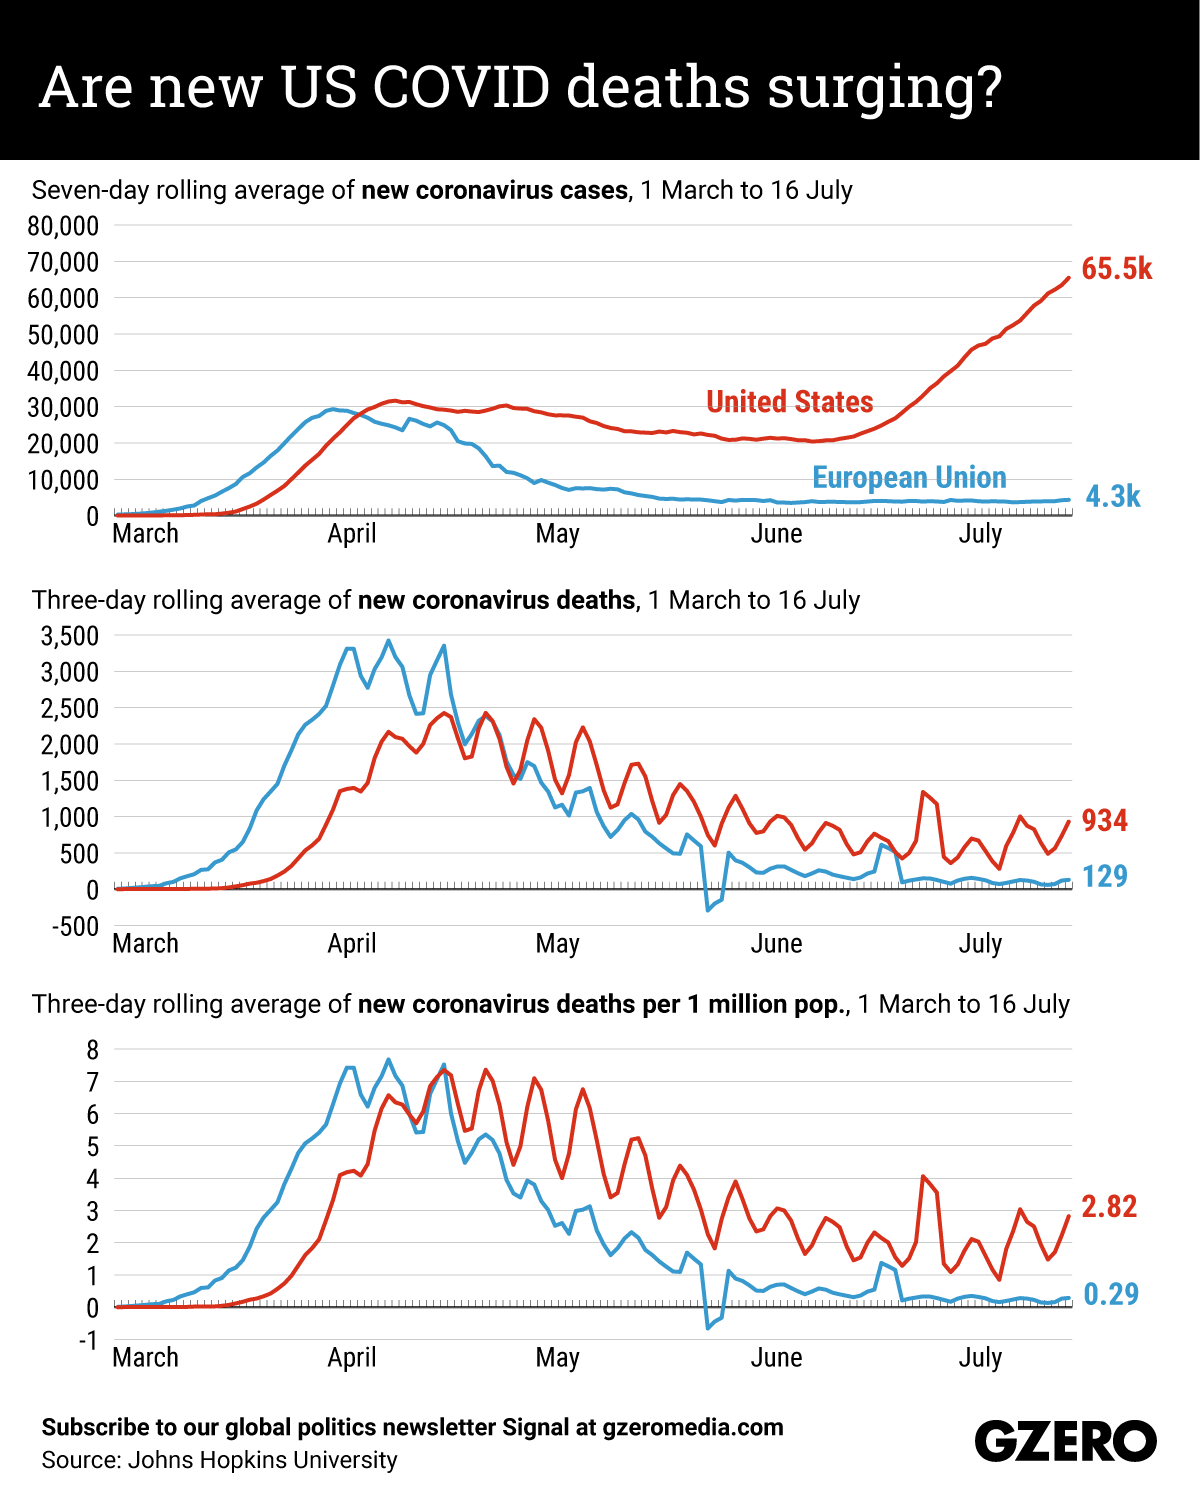 Are new US COVID deaths surging?
Seven-day rolling average of new coronavirus cases, 1 March to 16 July
80,000
70,000
60,000
50,000
40,000
30,000
20,000
10,000
0
65.5k
United States
European Union
4.3k
March April May June July
Three-day rolling average of new coronavirus deaths, 1 March to 16 July
3,500
3,000
2,500
2,000
1,500
1,000
500
0
-500
934
129
March April May June July
Three-day rolling average of new coronavirus deaths per 1 million pop., 1 March to 16 July
8
7
6
5
4
3
2
1
0
-1
2.82
0.29
March April May June July
Subscribe to our global politics newsletter Signal at gzeromedia.com
Source: Johns Hopkins University
GZERO